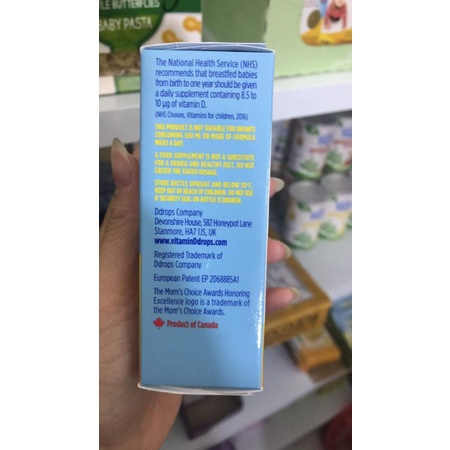 LE BUTTERFLIES
BABY PASTA
The National Health Service (NHS)
recommends that breastfed babies
from birth to one year should be given
a daily supplement containing 8.5 to
10 µg of vitamin D.
(NHS Choices, Vitamins for children, 2016)
THIS PRODUCT IS NOT SUITABLE FOR INFANTS
CONSUMING 500 ML OR MORE OF FORMULA
MILKS A DAY.
A FOOD SUPPLEMENT IS NOT A SUBSTITUTE
FOR A VARIED AND HEALTHY DIET. DO NOT
EXCEED THE STATED DOSAGE.
STORE BOTTLE UPRIGHT AND BELOW 30°C.
KEEP OUT OF REACH OF CHILDREN. DO NOT USE
IF SECURITY SEAL ON BOTTLE IS BROKEN.
Ddrops Company
Devonshire House, 582 Honeypot Lane
Stanmore, HA7 1JS, UK
www.vitaminDdrops.com
Registered Trademark of
Ddrops Company
European Patent EP 2068885A1
The Mom's Choice Awards Honoring
Excellence logo is a trademark of
the Mom's Choice Awards.
Product of Canada